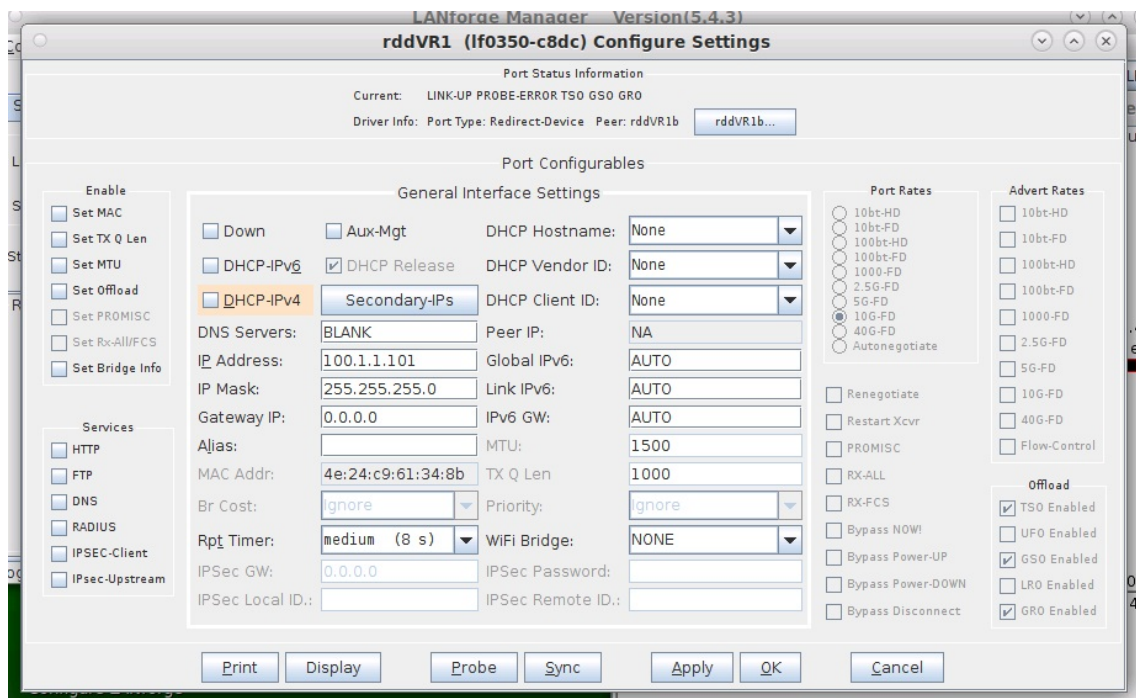 LANforge Manager Version(5.4.3)
rddVR1 (lf0350-c8dc) Configure Settings
Port Status Information
Current: LINK-UP PROBE-ERROR TSO GSO GRO
Driver Info: Port Type: Redirect-Device Peer: rddVR1b rddVR1b...
Port Configurables
Enable
Set MAC
Set TX Q Len
Set MTU
Set Offload
Set PROMISC
Set Rx-All/FCS
Set Bridge Info
Services
HTTP
FTP
DNS
RADIUS
IPSEC-Client
IPsec-Upstream
General Interface Settings
Down Aux-Mgt DHCP Hostname: None
DHCP-IPv6 DHCP Release DHCP Vendor ID: None
DHCP-IPv4 Secondary-IPs DHCP Client ID: None
DNS Servers: BLANK Peer IP: NA
IP Address: 100.1.1.101 Global IPv6: AUTO
IP Mask: 255.255.255.0 Link IPv6: AUTO
Gateway IP: 0.0.0.0 IPv6 GW: AUTO
Alias: MTU: 1500
MAC Addr: 4e:24:c9:61:34:8b TX Q Len 1000
Br Cost: Ignore Priority: Ignore
Rpt Timer: medium (8 s) WiFi Bridge: NONE
IPSec GW: 0.0.0.0 IPSec Password:
IPSec Local ID.: IPSec Remote ID.:
Port Rates
10bt-HD
10bt-FD
100bt-HD
100bt-FD
1000-FD
2.5G-FD
5G-FD
10G-FD
40G-FD
Autonegotiate
Renegotiate
Restart Xcvr
PROMISC
RX-ALL
RX-FCS
Bypass NOW!
Bypass Power-UP
Bypass Power-DOWN
Bypass Disconnect
Advert Rates
10bt-HD
10bt-FD
100bt-HD
100bt-FD
1000-FD
2.5G-FD
5G-FD
10G-FD
40G-FD
Flow-Control
Offload
TSO Enabled
UFO Enabled
GSO Enabled
LRO Enabled
GRO Enabled
Print Display Probe Sync Apply OK Cancel